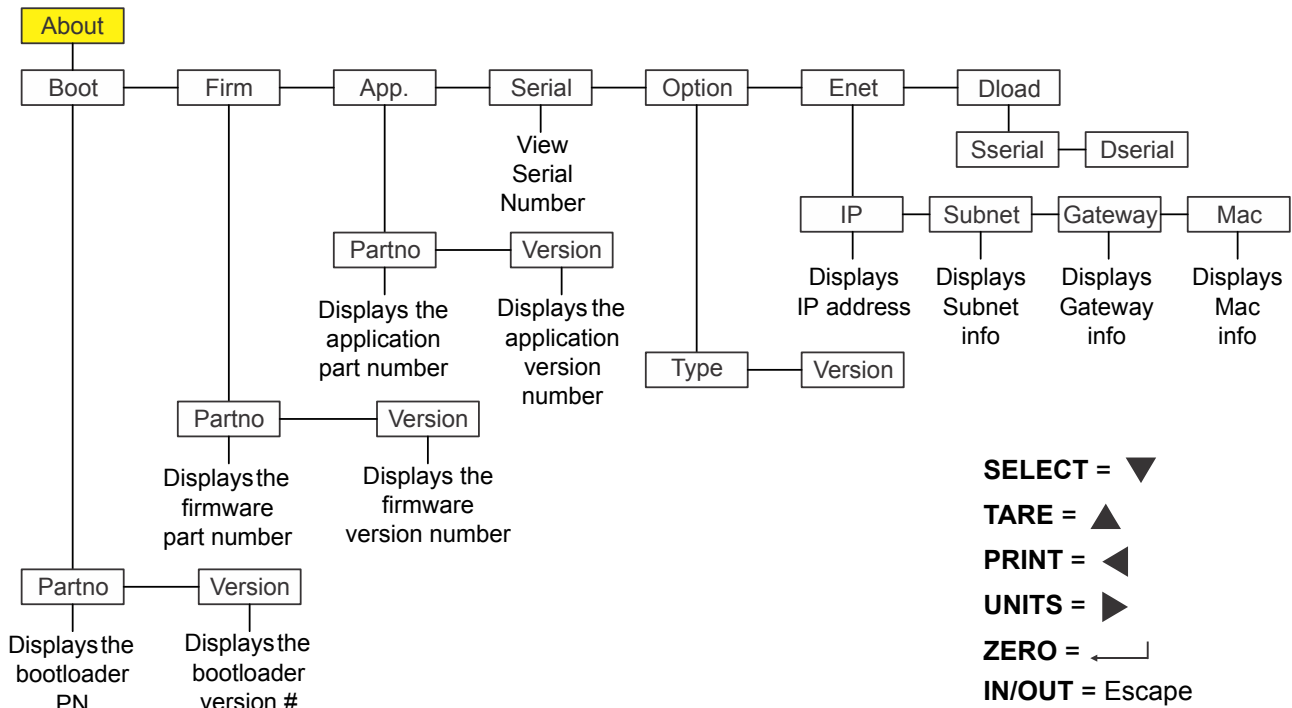 About
Boot
Firm
App.
Serial
Option
Enet
Dload
View
Serial
Number
Sserial
Dserial
IP
Subnet
Gateway
Mac
Displays
IP address
Displays
Subnet
info
Displays
Gateway
info
Displays
Mac
info
Partno
Version
Displays the
application
part number
Displays the
application
version
number
Type
Version
Partno
Version
Displays the
firmware
part number
Displays the
firmware
version number
Partno
Version
Displays the
bootloader
PN
Displays the
bootloader
version #
SELECT = ▼
TARE = ▲
PRINT = ◀
UNITS = ▶
ZERO = ↵
IN/OUT = Escape